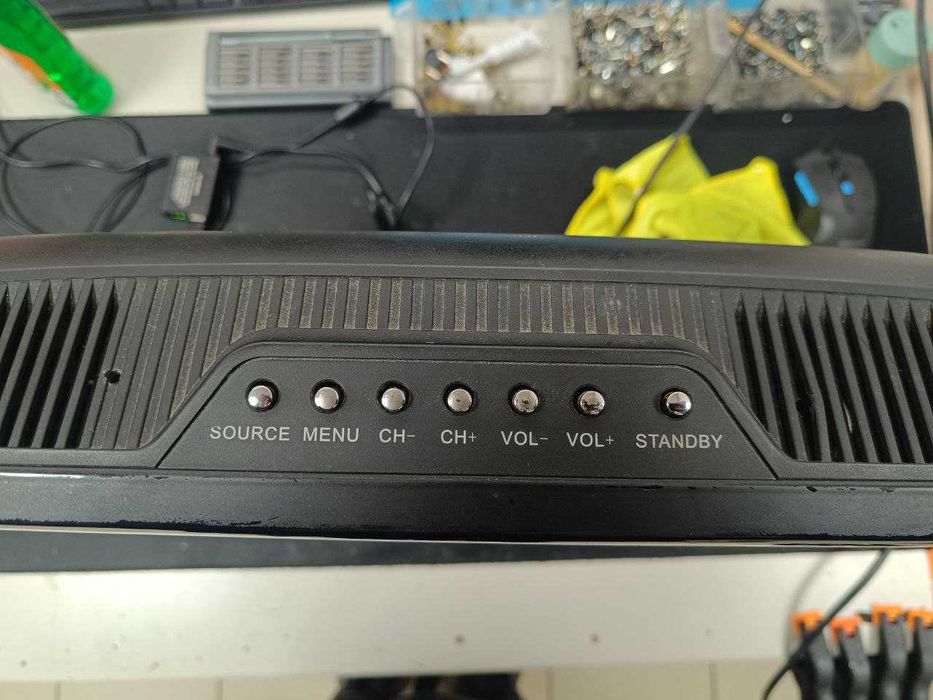 SOURCE MENU CH- CH+ VOL- VOL+ STANDBY